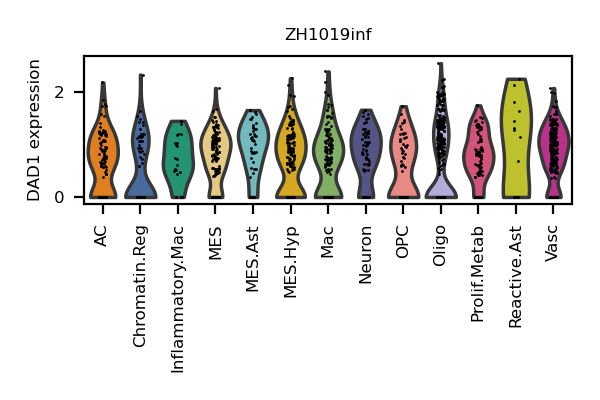 ZH1019inf
DAD1 expression
2
0
AC
Chromatin.Reg
Inflammatory.Mac
MES
MES.Ast
MES.Hyp
Mac
Neuron
OPC
Oligo
Prolif.Metab
Reactive.Ast
Vasc